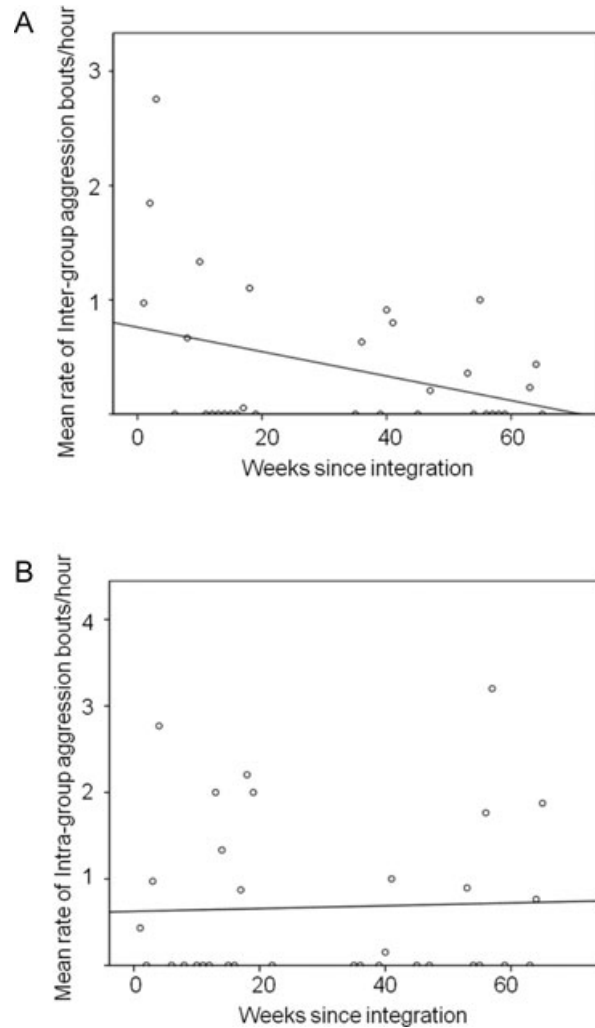 A
Mean rate of Inter-group aggression bouts/hour
3
2
1
0
20
40
60
Weeks since integration
B
Mean rate of Intra-group aggression bouts/hour
4
3
2
1
0
20
40
60
Weeks since integration